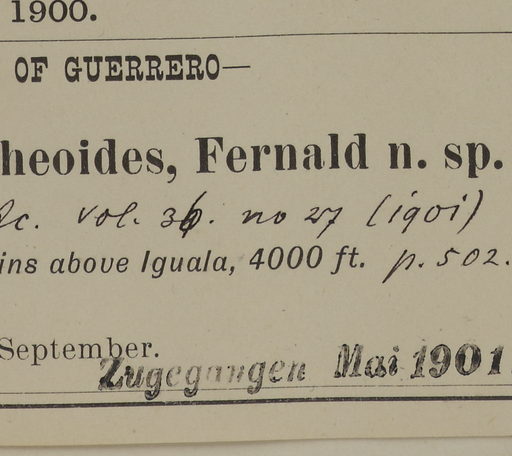 1900.
OF GUERRERO—
heoides, Fernald n. sp.
c. vol. 36. no 27 (1901)
ins above Iguala, 4000 ft. p. 502.
September.
Zugegangen Mai 1901